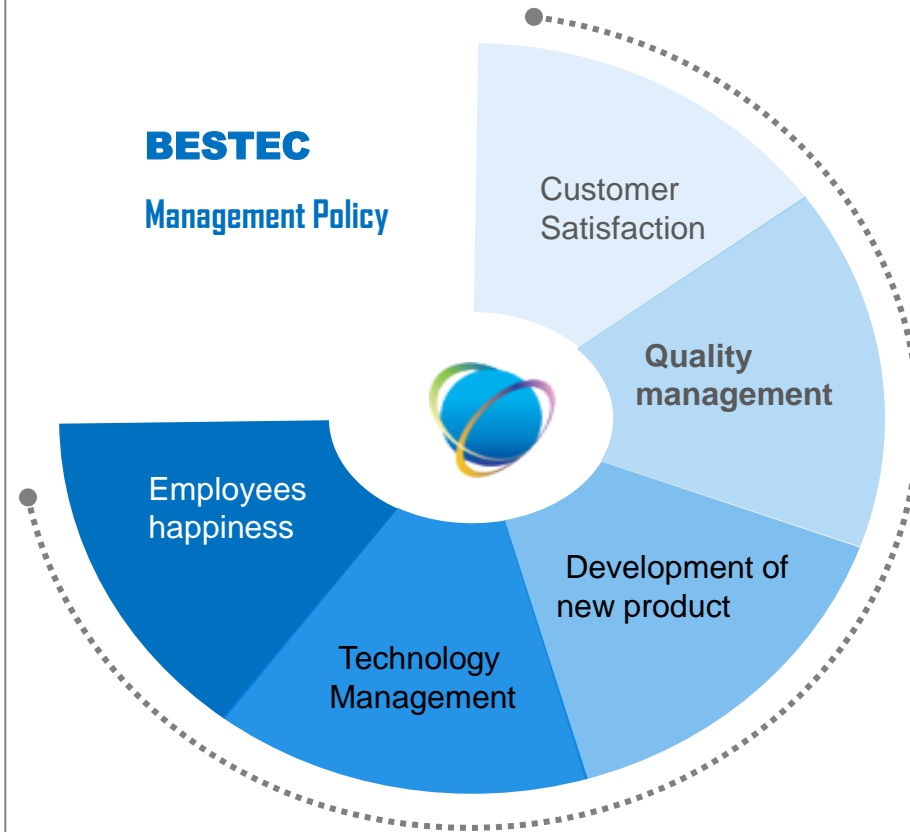 BESTEC
Management Policy
Customer
Satisfaction
Quality
management
Development of
new product
Technology
Management
Employees
happiness